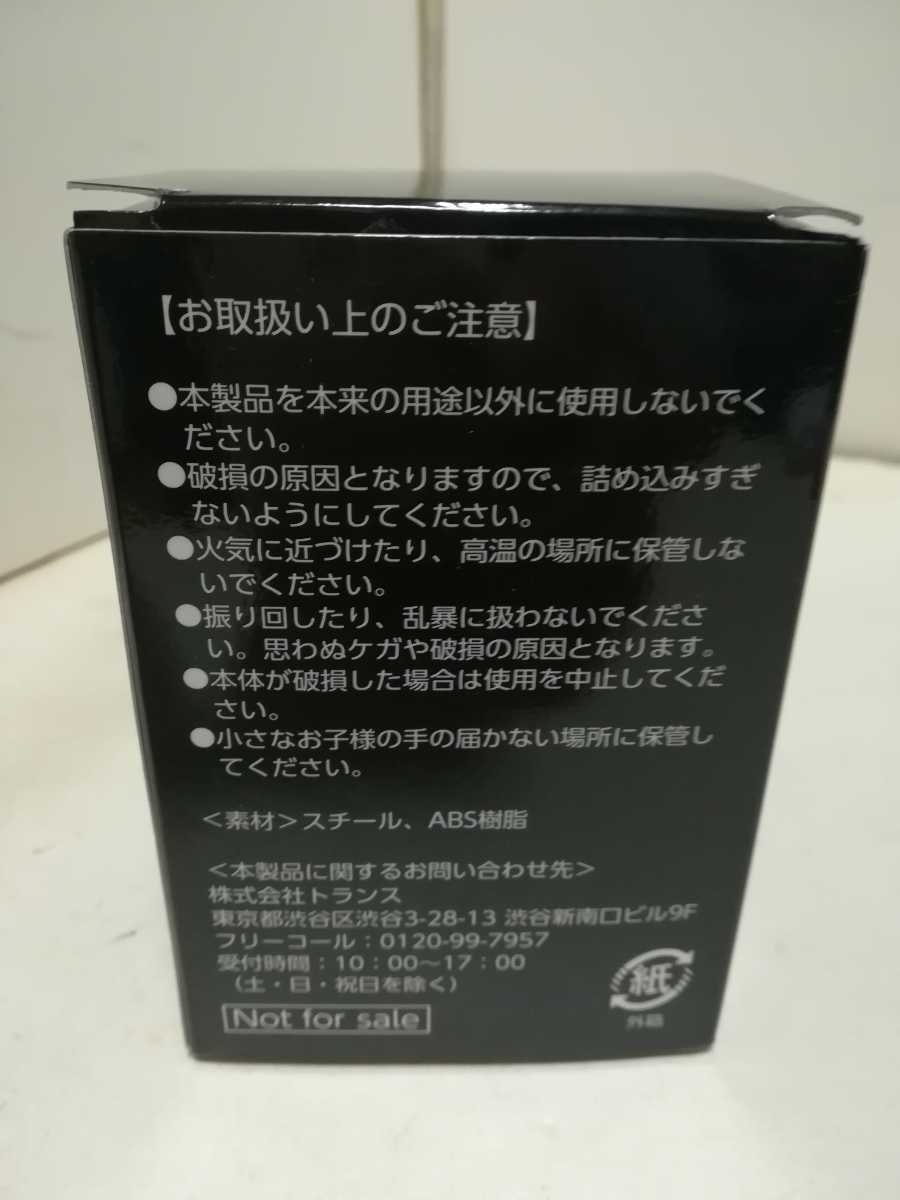 【お取扱い上のご注意】
●本製品を本来の用途以外に使用しないでく
ださい。
●破損の原因となりますので、詰め込みすぎ
ないようにしてください。
●火気に近づけたり、高温の場所に保管しな
いでください。
●振り回したり、乱暴に扱わないでくださ
い。思わぬケガや破損の原因となります。
●本体が破損した場合は使用を中止してくだ
さい。
●小さなお子様の手の届かない場所に保管し
てください。
＜素材＞スチール、ABS樹脂
＜本製品に関するお問い合わせ先＞
株式会社トランス
東京都渋谷区渋谷3-28-13 渋谷新南口ビル9F
フリーコール：0120-99-7957
受付時間：10：00～17：00
（土・日・祝日を除く）
Not for sale
紙
外箱